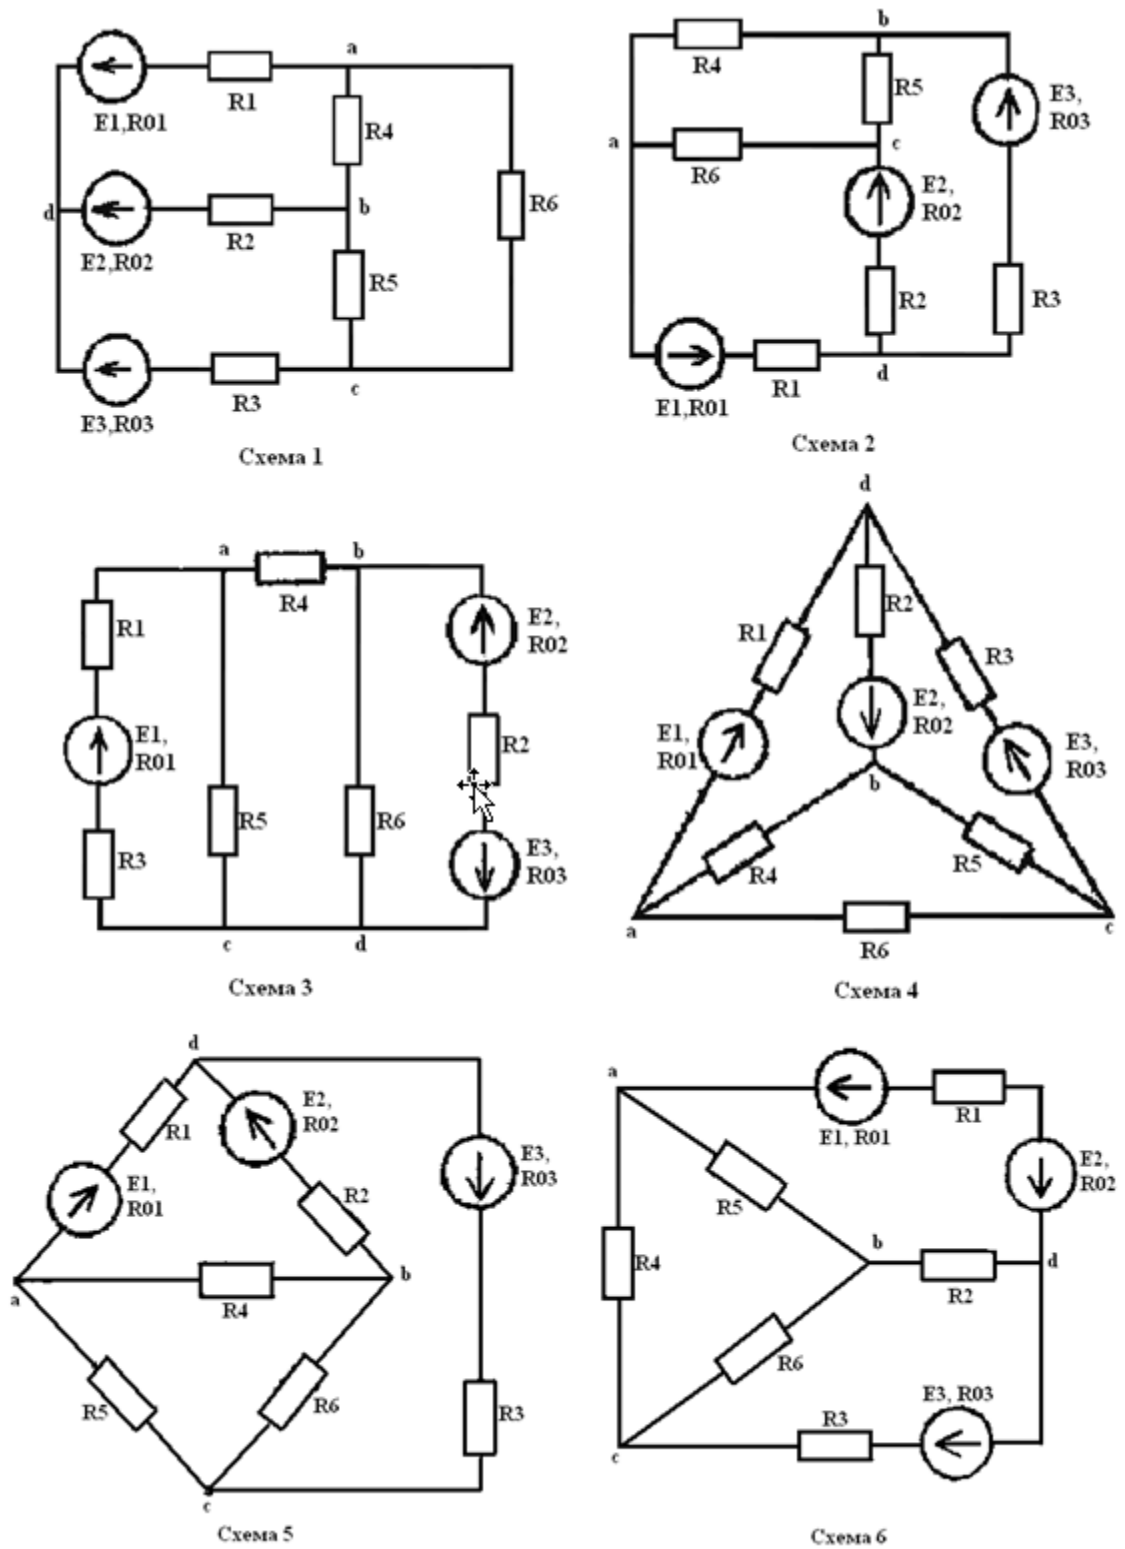 a
E1,R01
R1
R4
d
b
R6
E2,R02
R2
R5
E3,R03
R3
c
Схема 1
b
R4
R5
E3,
R03
a
c
R6
E2,
R02
R2
R3
E1,R01
R1
d
Схема 2
a
b
R4
R1
E2,
R02
E1,
R01
R2
R5
R6
R3
E3,
R03
c
d
Схема 3
d
R1
R2
R3
E1,
R01
E2,
R02
E3,
R03
b
R4
R5
a
R6
c
Схема 4
d
R1
E2,
R02
E3,
R03
E1,
R01
R2
a
b
R4
R5
R6
R3
c
Схема 5
a
E1, R01
R1
E2,
R02
R5
R4
b
d
R2
R6
E3, R03
R3
c
Схема 6